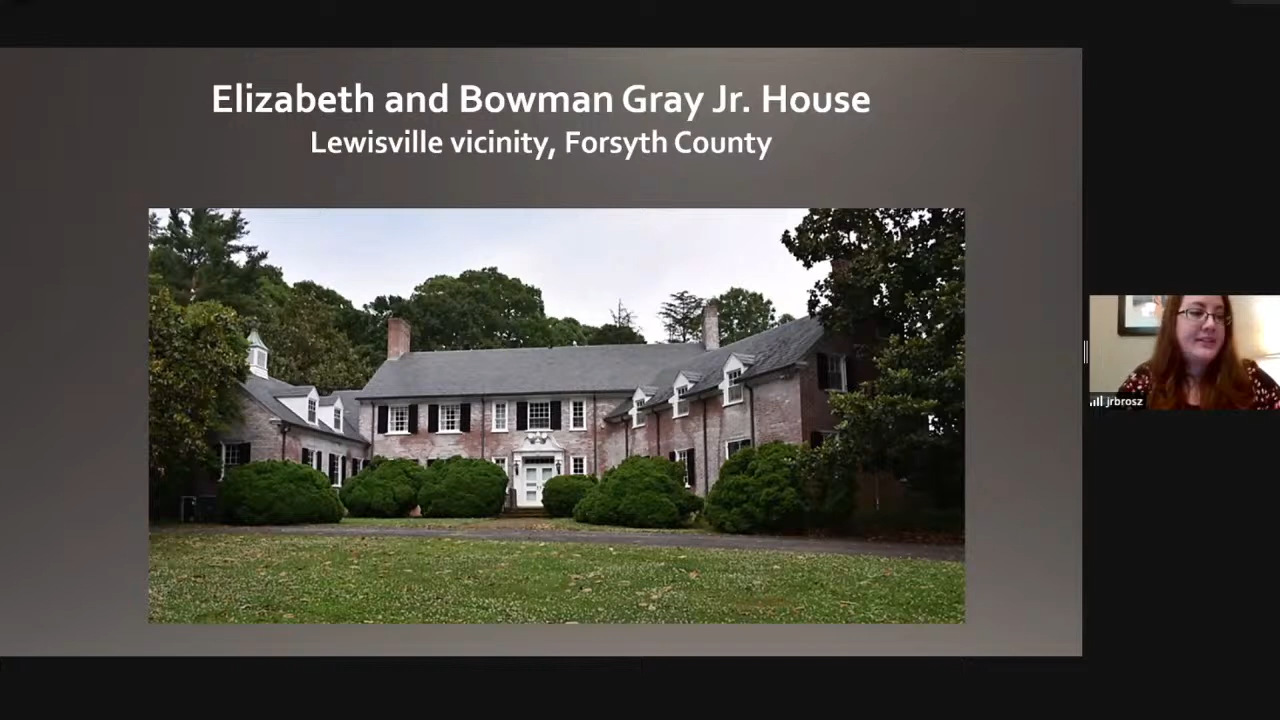 Elizabeth and Bowman Gray Jr. House
Lewisville vicinity, Forsyth County
jrbrosz